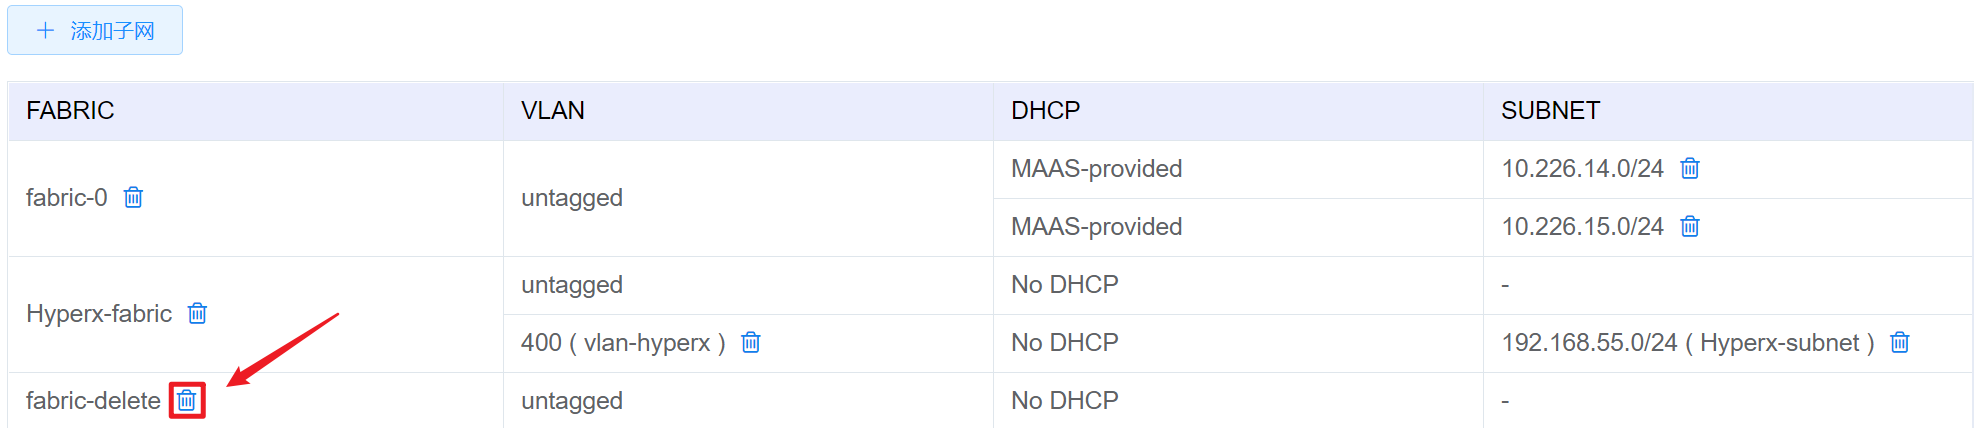 添加子网
FABRIC VLAN DHCP SUBNET
fabric-0 untagged MAAS-provided 10.226.14.0/24
MAAS-provided 10.226.15.0/24
Hyperx-fabric untagged No DHCP -
400 ( vlan-hyperx ) No DHCP 192.168.55.0/24 ( Hyperx-subnet )
fabric-delete untagged No DHCP -